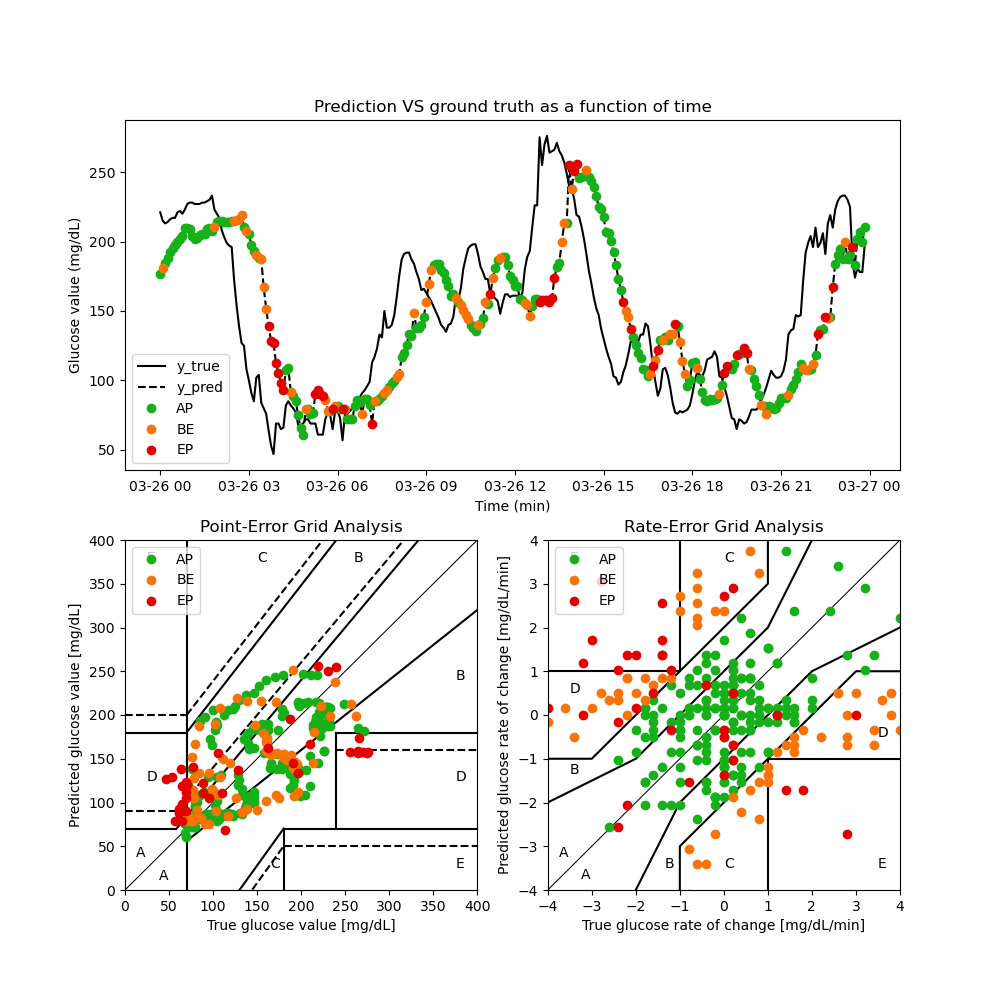 Prediction VS ground truth as a function of time
Glucose value (mg/dL)
250
200
150
100
50
y_true
y_pred
AP
BE
EP
03-26 00 03-26 03 03-26 06 03-26 09 03-26 12 03-26 15 03-26 18 03-26 21 03-27 00
Time (min)
Point-Error Grid Analysis
Predicted glucose value [mg/dL]
400
350
300
250
200
150
100
50
0
AP
BE
EP
C
B
B
D
D
A
A
C
E
0 50 100 150 200 250 300 350 400
True glucose value [mg/dL]
Rate-Error Grid Analysis
Predicted glucose rate of change [mg/dL/min]
4
3
2
1
0
−1
−2
−3
−4
AP
BE
EP
C
D
D
B
A
A
B
C
E
−4 −3 −2 −1 0 1 2 3 4
True glucose rate of change [mg/dL/min]